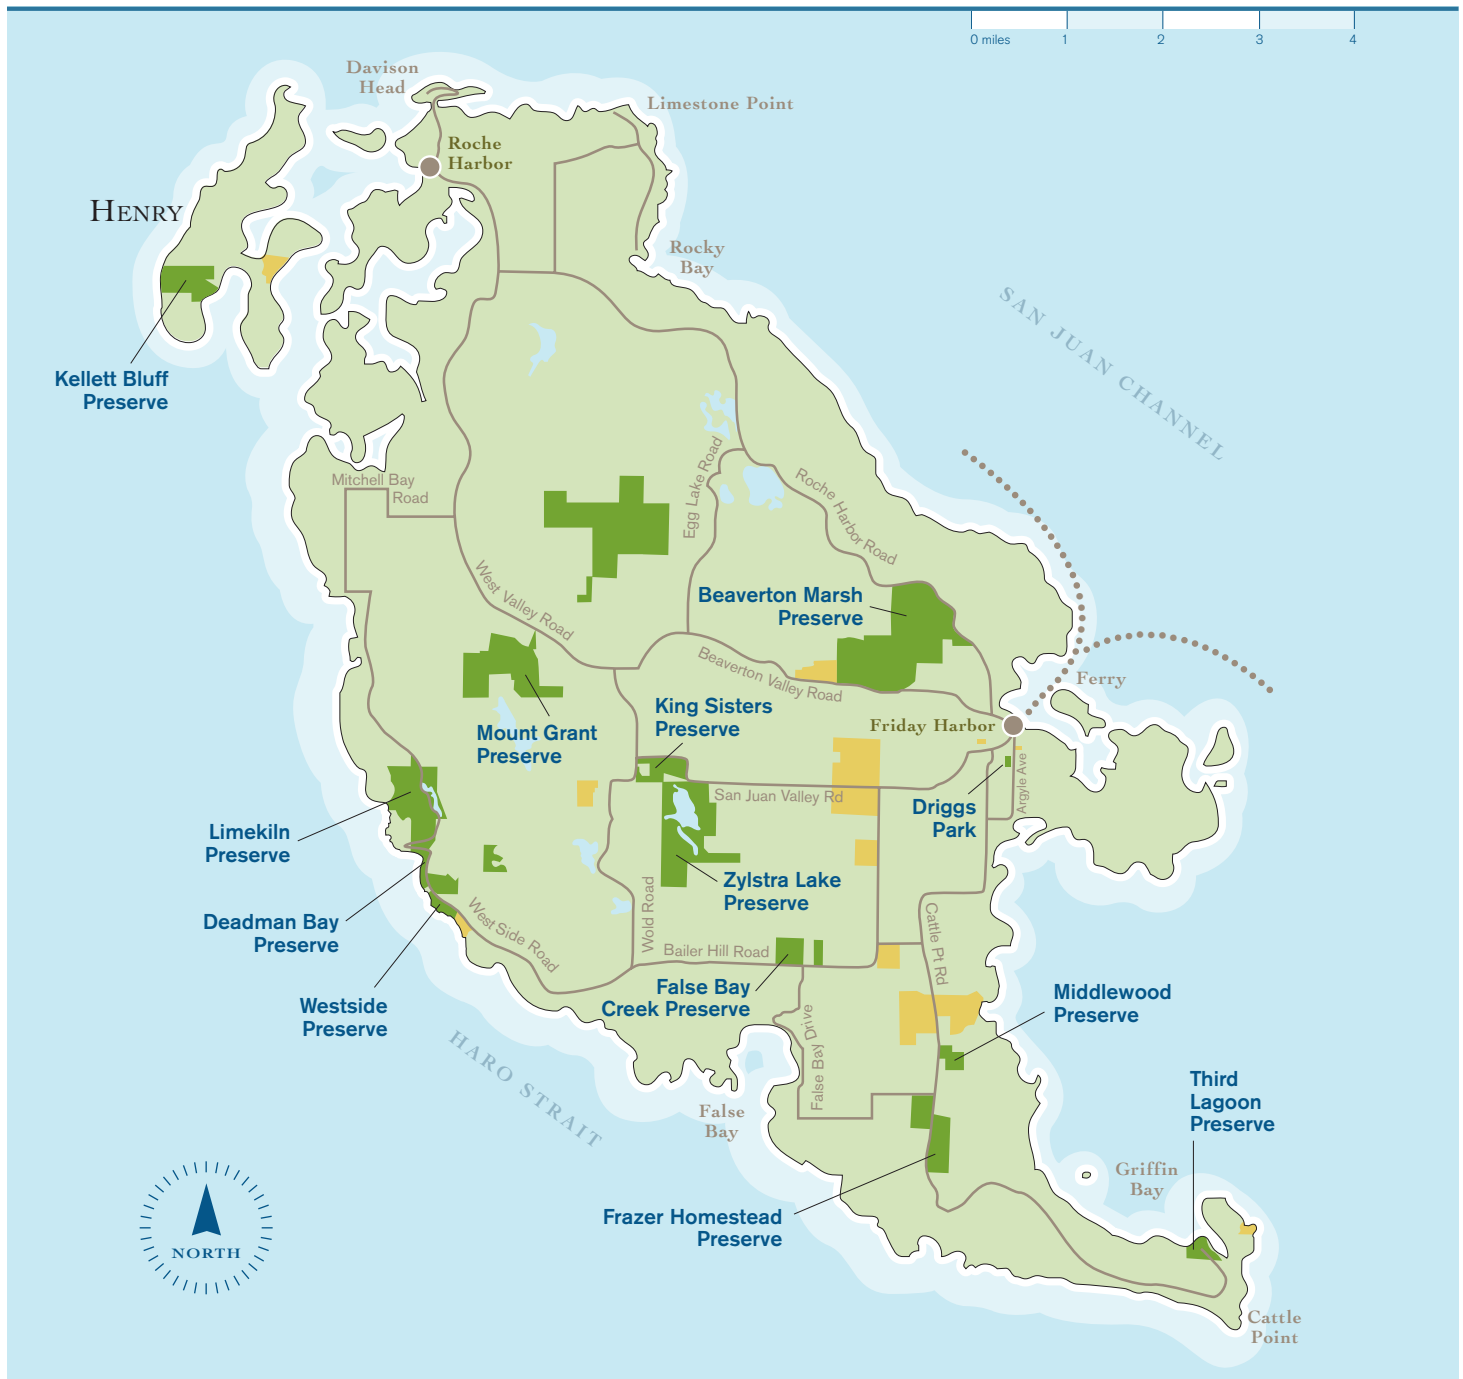 0 miles 1 2 3 4
Davison
Head
Limestone Point
Roche
Harbor
HENRY
Rocky
Bay
SAN JUAN CHANNEL
Kellett Bluff
Preserve
Mitchell Bay
Road
Egg Lake Road
Roche Harbor Road
West Valley Road
Beaverton Marsh
Preserve
Beaverton Valley Road
Ferry
King Sisters
Preserve
Friday Harbor
Mount Grant
Preserve
San Juan Valley Rd
Argyle Ave
Driggs
Park
Limekiln
Preserve
Zylstra Lake
Preserve
Wold Road
Cattle Pt Rd
Deadman Bay
Preserve
West Side Road
Bailer Hill Road
False Bay
Creek Preserve
Westside
Preserve
Middlewood
Preserve
False Bay Drive
HARO STRAIT
False
Bay
Third
Lagoon
Preserve
Griffin
Bay
Frazer Homestead
Preserve
NORTH
Cattle
Point